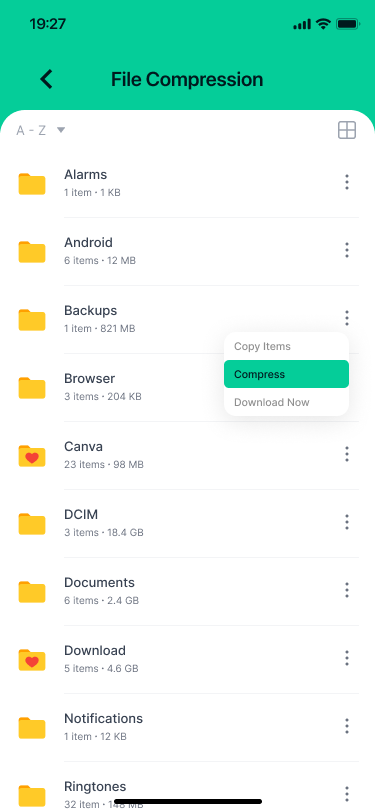 19:27
File Compression
A - Z
Alarms
1 item · 1 KB
Android
6 items · 12 MB
Backups
1 item · 821 MB
Copy Items
Compress
Download Now
Browser
3 items · 204 KB
Canva
23 items · 98 MB
DCIM
3 items · 18.4 GB
Documents
6 items · 2.4 GB
Download
5 items · 4.6 GB
Notifications
1 item · 12 KB
Ringtones
32 item · 148 MB